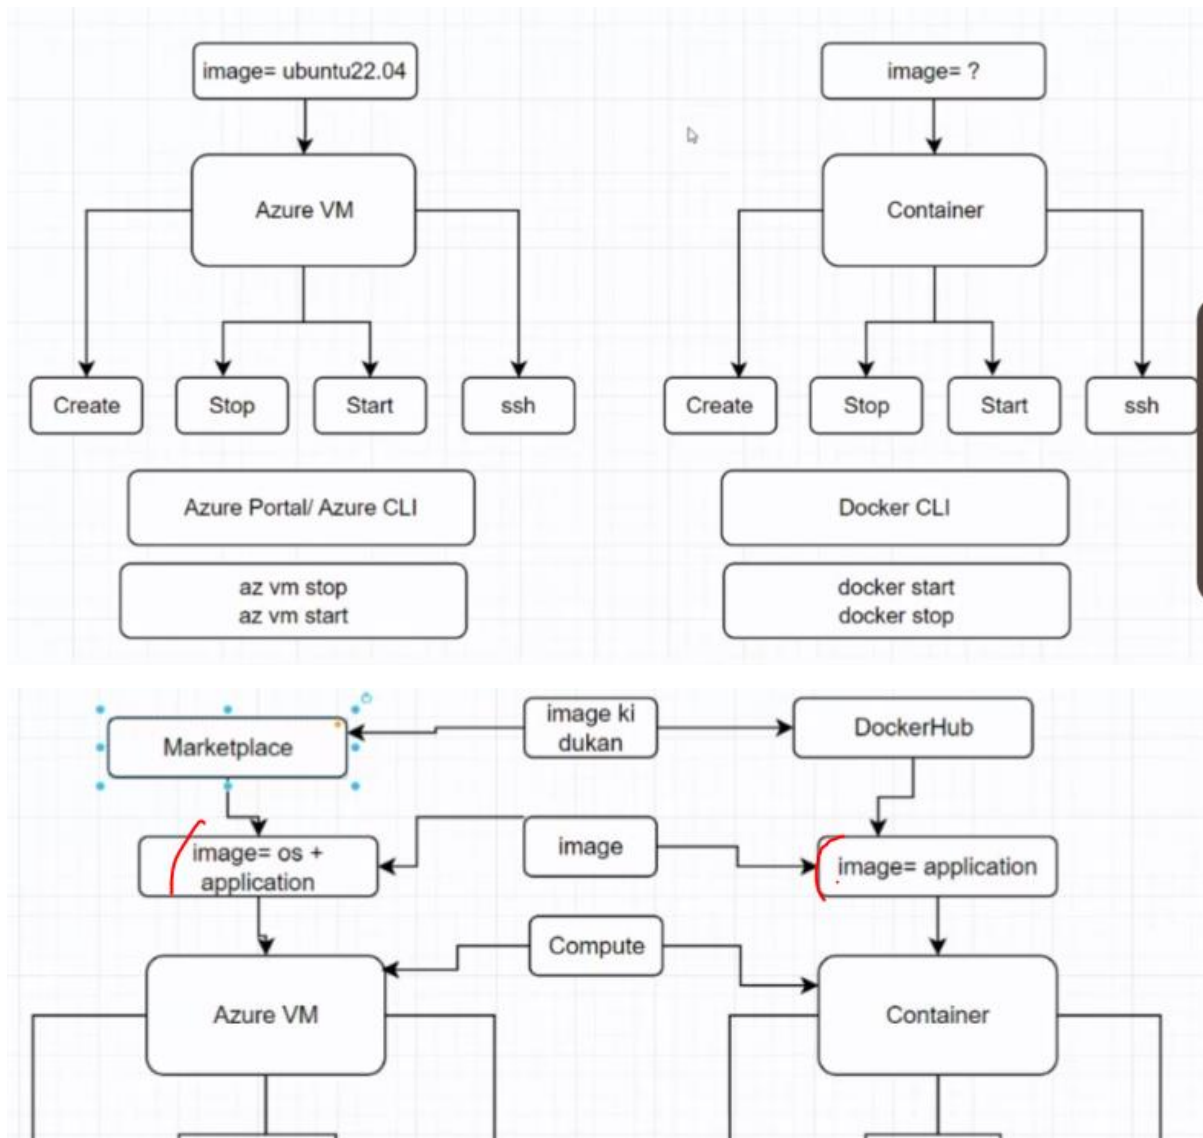 image= ubuntu22.04
image= ?
Azure VM
Container
Create
Stop
Start
ssh
Create
Stop
Start
ssh
Azure Portal/ Azure CLI
Docker CLI
az vm stop
az vm start
docker start
docker stop
Marketplace
image ki
dukan
DockerHub
image= os +
application
image
image= application
Compute
Azure VM
Container